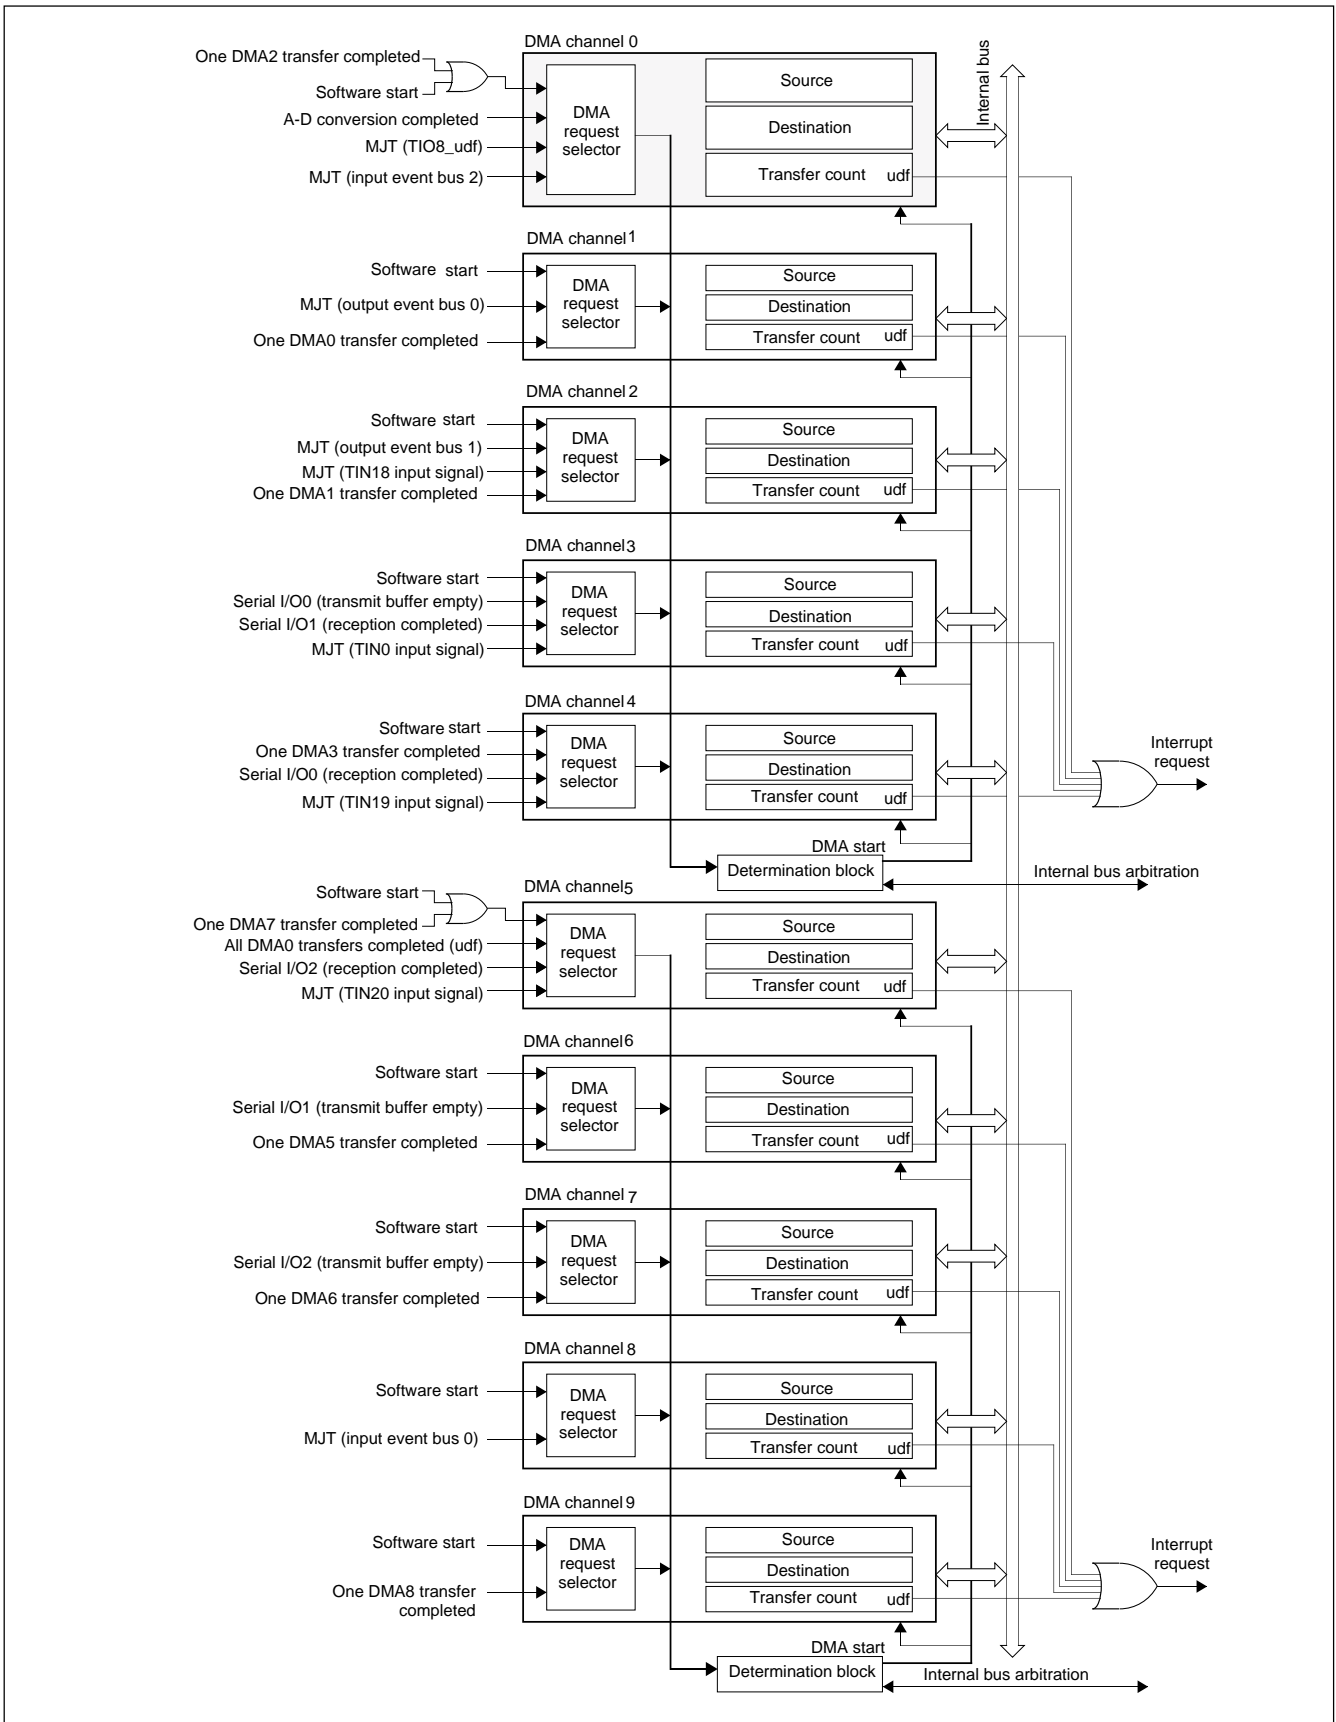 DMA channel 0
One DMA2 transfer completed
Software start
A-D conversion completed
MJT (TIO8_udf)
MJT (input event bus 2)
DMA
request
selector
Source
Destination
Transfer count udf
Internal bus
DMA channel 1
Software start
MJT (output event bus 0)
One DMA0 transfer completed
DMA
request
selector
Source
Destination
Transfer count udf
DMA channel 2
Software start
MJT (output event bus 1)
MJT (TIN18 input signal)
One DMA1 transfer completed
DMA
request
selector
Source
Destination
Transfer count udf
DMA channel 3
Software start
Serial I/O0 (transmit buffer empty)
Serial I/O1 (reception completed)
MJT (TIN0 input signal)
DMA
request
selector
Source
Destination
Transfer count udf
DMA channel 4
Software start
One DMA3 transfer completed
Serial I/O0 (reception completed)
MJT (TIN19 input signal)
DMA
request
selector
Source
Destination
Transfer count udf
Interrupt
request
DMA start
Determination block
Internal bus arbitration
DMA channel 5
Software start
One DMA7 transfer completed
All DMA0 transfers completed (udf)
Serial I/O2 (reception completed)
MJT (TIN20 input signal)
DMA
request
selector
Source
Destination
Transfer count udf
DMA channel 6
Software start
Serial I/O1 (transmit buffer empty)
One DMA5 transfer completed
DMA
request
selector
Source
Destination
Transfer count udf
DMA channel 7
Software start
Serial I/O2 (transmit buffer empty)
One DMA6 transfer completed
DMA
request
selector
Source
Destination
Transfer count udf
DMA channel 8
Software start
MJT (input event bus 0)
DMA
request
selector
Source
Destination
Transfer count udf
DMA channel 9
Software start
One DMA8 transfer
completed
DMA
request
selector
Source
Destination
Transfer count udf
Interrupt
request
DMA start
Determination block
Internal bus arbitration